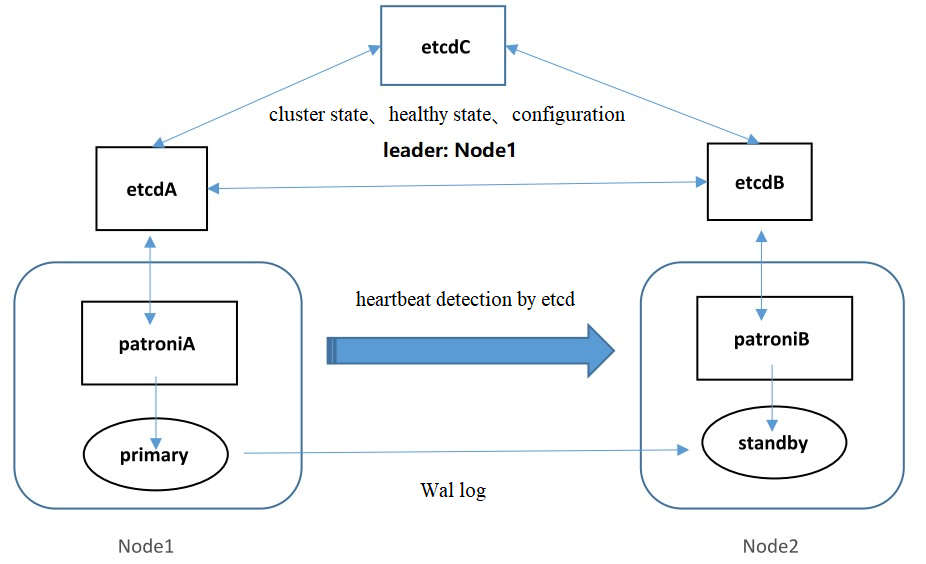 etcdC
cluster state、healthy state、configuration
leader: Node1
etcdA
etcdB
heartbeat detection by etcd
patroniA
patroniB
primary
standby
Wal log
Node1
Node2